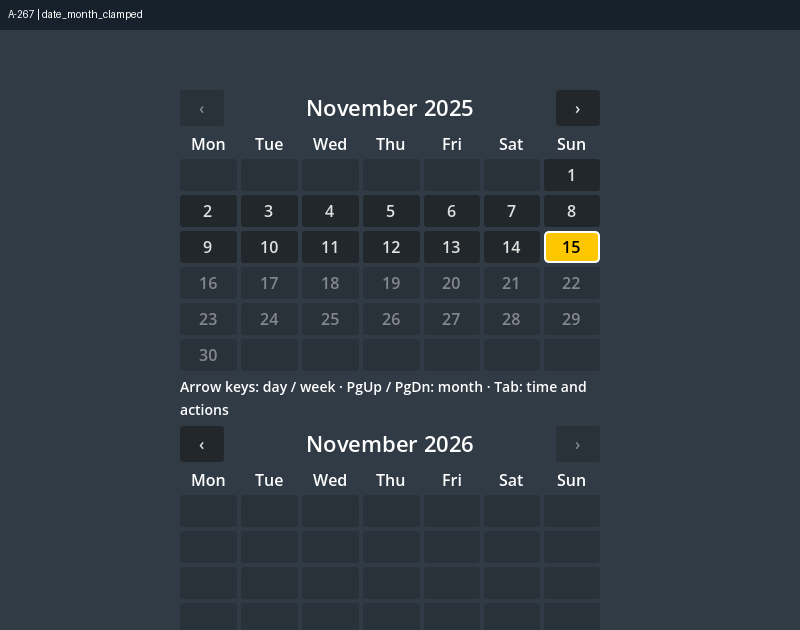 A-267 | date_month_clamped
‹ November 2025 ›
Mon Tue Wed Thu Fri Sat Sun
1
2 3 4 5 6 7 8
9 10 11 12 13 14 15
16 17 18 19 20 21 22
23 24 25 26 27 28 29
30
Arrow keys: day / week · PgUp / PgDn: month · Tab: time and
actions
‹ November 2026 ›
Mon Tue Wed Thu Fri Sat Sun